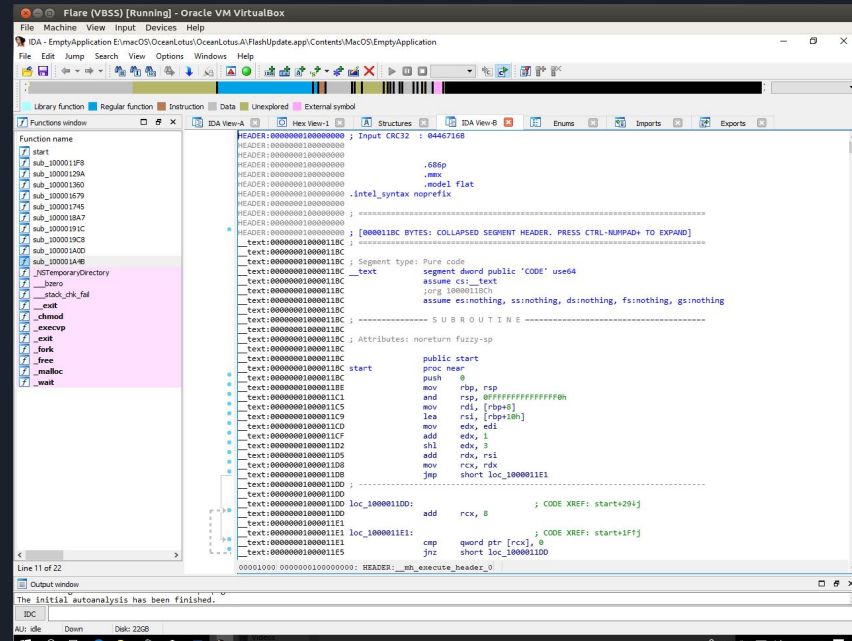 Flare (VBSS) [Running] - Oracle VM VirtualBox
File Machine View Input Devices Help
IDA - EmptyApplication E:\macOS\OceanLotus\OceanLotus.A\FlashUpdate.app\Contents\MacOS\EmptyApplication
File Edit Jump Search View Options Windows Help
Library function Regular function Instruction Data Unexplored External symbol
Functions window
IDA View-A Hex View-1 Structures IDA View-B Enums Imports Exports
Function name
start
sub_1000011F8
sub_10000129A
sub_100001360
sub_100001679
sub_100001745
sub_1000018A7
sub_10000191C
sub_1000019C8
sub_100001A0D
sub_100001A4B
_NSTemporaryDirectory
___bzero
___stack_chk_fail
__exit
_chmod
_execvp
_exit
_fork
_free
_malloc
_wait
Line 11 of 22
HEADER:0000000100000000 ; Input CRC32 : 0446716B
HEADER:0000000100000000
HEADER:0000000100000000
HEADER:0000000100000000 .686p
HEADER:0000000100000000 .mmx
HEADER:0000000100000000 .model flat
HEADER:0000000100000000 .intel_syntax noprefix
HEADER:0000000100000000
HEADER:0000000100000000 ; ===========================================================================
HEADER:0000000100000000
HEADER:0000000100000000 ; [000011BC BYTES: COLLAPSED SEGMENT HEADER. PRESS CTRL-NUMPAD+ TO EXPAND]
__text:00000001000011BC ; ===========================================================================
__text:00000001000011BC
__text:00000001000011BC ; Segment type: Pure code
__text:00000001000011BC __text segment dword public 'CODE' use64
__text:00000001000011BC assume cs:__text
__text:00000001000011BC ;org 1000011BCh
__text:00000001000011BC assume es:nothing, ss:nothing, ds:nothing, fs:nothing, gs:nothing
__text:00000001000011BC
__text:00000001000011BC ; =============== S U B R O U T I N E =======================================
__text:00000001000011BC
__text:00000001000011BC ; Attributes: noreturn fuzzy-sp
__text:00000001000011BC
__text:00000001000011BC public start
__text:00000001000011BC start proc near
__text:00000001000011BC push 0
__text:00000001000011BE mov rbp, rsp
__text:00000001000011C1 and rsp, 0FFFFFFFFFFFFFFF0h
__text:00000001000011C5 mov rdi, [rbp+8]
__text:00000001000011C9 lea rsi, [rbp+10h]
__text:00000001000011CD mov edx, edi
__text:00000001000011CF add edx, 1
__text:00000001000011D2 shl edx, 3
__text:00000001000011D5 add rdx, rsi
__text:00000001000011D8 mov rcx, rdx
__text:00000001000011DB jmp short loc_1000011E1
__text:00000001000011DD ; ---------------------------------------------------------------------------
__text:00000001000011DD
__text:00000001000011DD loc_1000011DD: ; CODE XREF: start+29↓j
__text:00000001000011DD add rcx, 8
__text:00000001000011E1
__text:00000001000011E1 loc_1000011E1: ; CODE XREF: start+1F↑j
__text:00000001000011E1 cmp qword ptr [rcx], 0
__text:00000001000011E5 jnz short loc_1000011DD
00001000 0000000100000000: HEADER:__mh_execute_header_0
Output window
The initial autoanalysis has been finished.
IDC
AU: idle Down Disk: 22GB